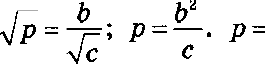 √p = b/√c; p = b²/c. p =